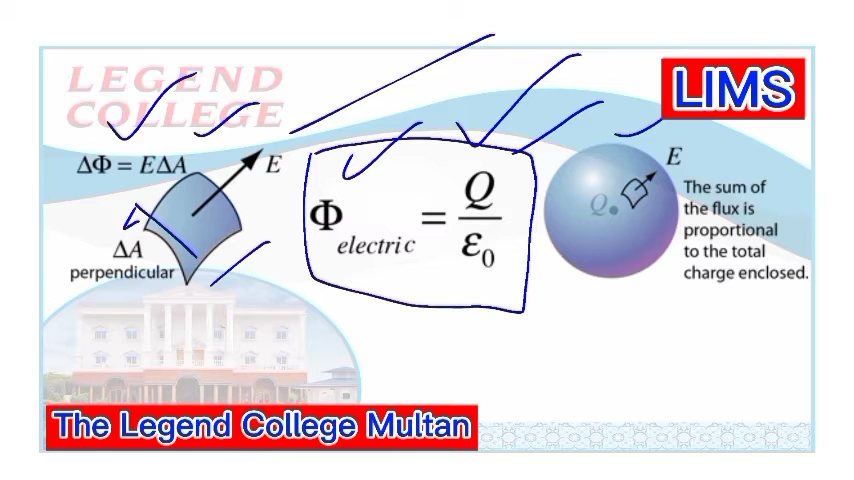 LEGEND
COLLEGE
LIMS
ΔΦ = EΔA
E
ΔA
perpendicular
Φ electric = Q / ε₀
Q
E
The sum of
the flux is
proportional
to the total
charge enclosed.
The Legend College Multan